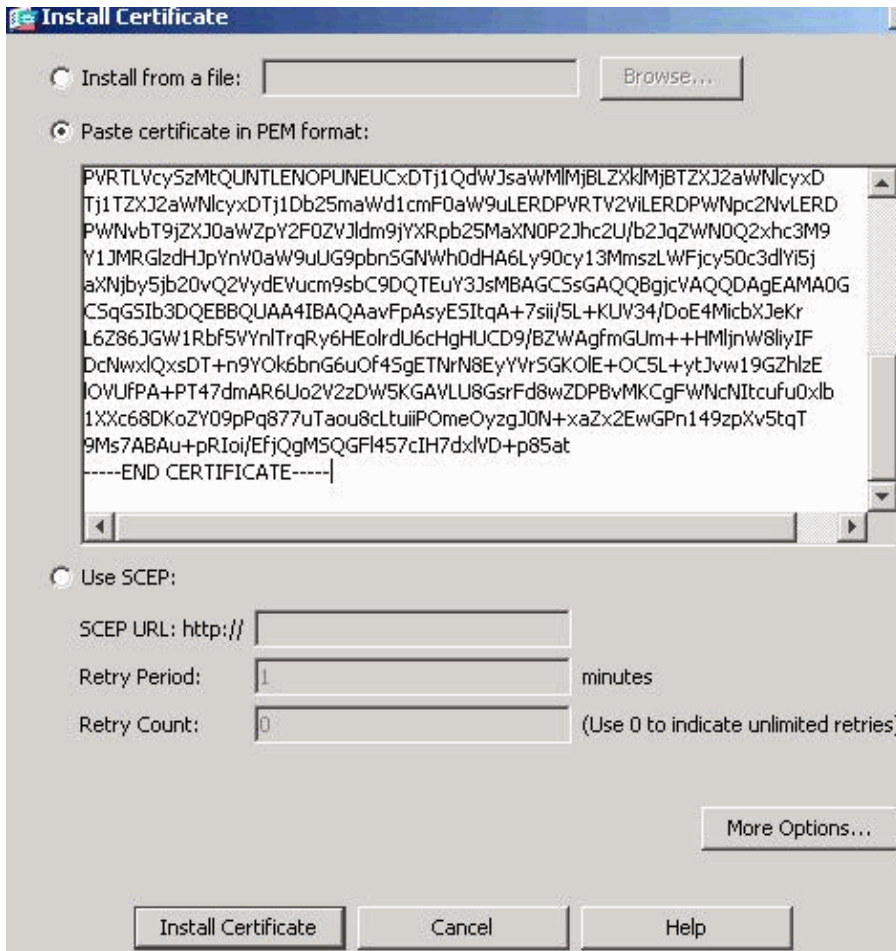 Install Certificate
Install from a file:
Browse...
Paste certificate in PEM format:
PVRTLVcySzMtQUNTLENOPUNEUCxDTj1QdWJsaWMlMjBLZXklMjBTZXJ2aWNlcyxD
Tj1TZXJ2aWNlcyxDTj1Db25maWd1cmF0aW9uLERDPVRTV2ViLERDPWNpc2NvLERD
PWNvbT9jZXJ0aWZpY2F0ZVJldm9jYXRpb25MaXN0P2Jhc2U/b2JqZWN0Q2xhc3M9
Y1JMRGlzdHJpYnV0aW9uUG9pbnSGNWh0dHA6Ly90cy13MmszLWFjcy50c3dlYi5j
aXNjby5jb20vQ2VydEVucm9sbC9DQTEuY3JsMBAGCSsGAQQBgjcVAQQDAgEAMA0G
CSqGSIb3DQEBBQUAA4IBAQAavFpAsyESItqA+7sii/5L+KUV34/DoE4MicbXJeKr
L6Z86JGW1Rbf5VYnlTrqRy6HEolrdU6cHgHUCD9/BZWAgfmGUm++HMljnW8liyIF
DcNwxlQxsDT+n9YOk6bnG6uOf4SgETNrN8EyYVrSGKOlE+OC5L+ytJvw19GZhlzE
lOVUfPA+PT47dmAR6Uo2V2zDW5KGAVLU8GsrFd8wZDPBvMKCgFWNcNItcufu0xlb
1XXc68DKoZY09pPq877uTaou8cLtuiiPOmeOyzgJ0N+xaZx2EwGPn149zpXv5tqT
9Ms7ABAu+pRIoi/EfjQgMSQGFl457cIH7dxlVD+p85at
-----END CERTIFICATE-----
Use SCEP:
SCEP URL: http://
Retry Period: 1 minutes
Retry Count: 0 (Use 0 to indicate unlimited retries)
More Options...
Install Certificate Cancel Help